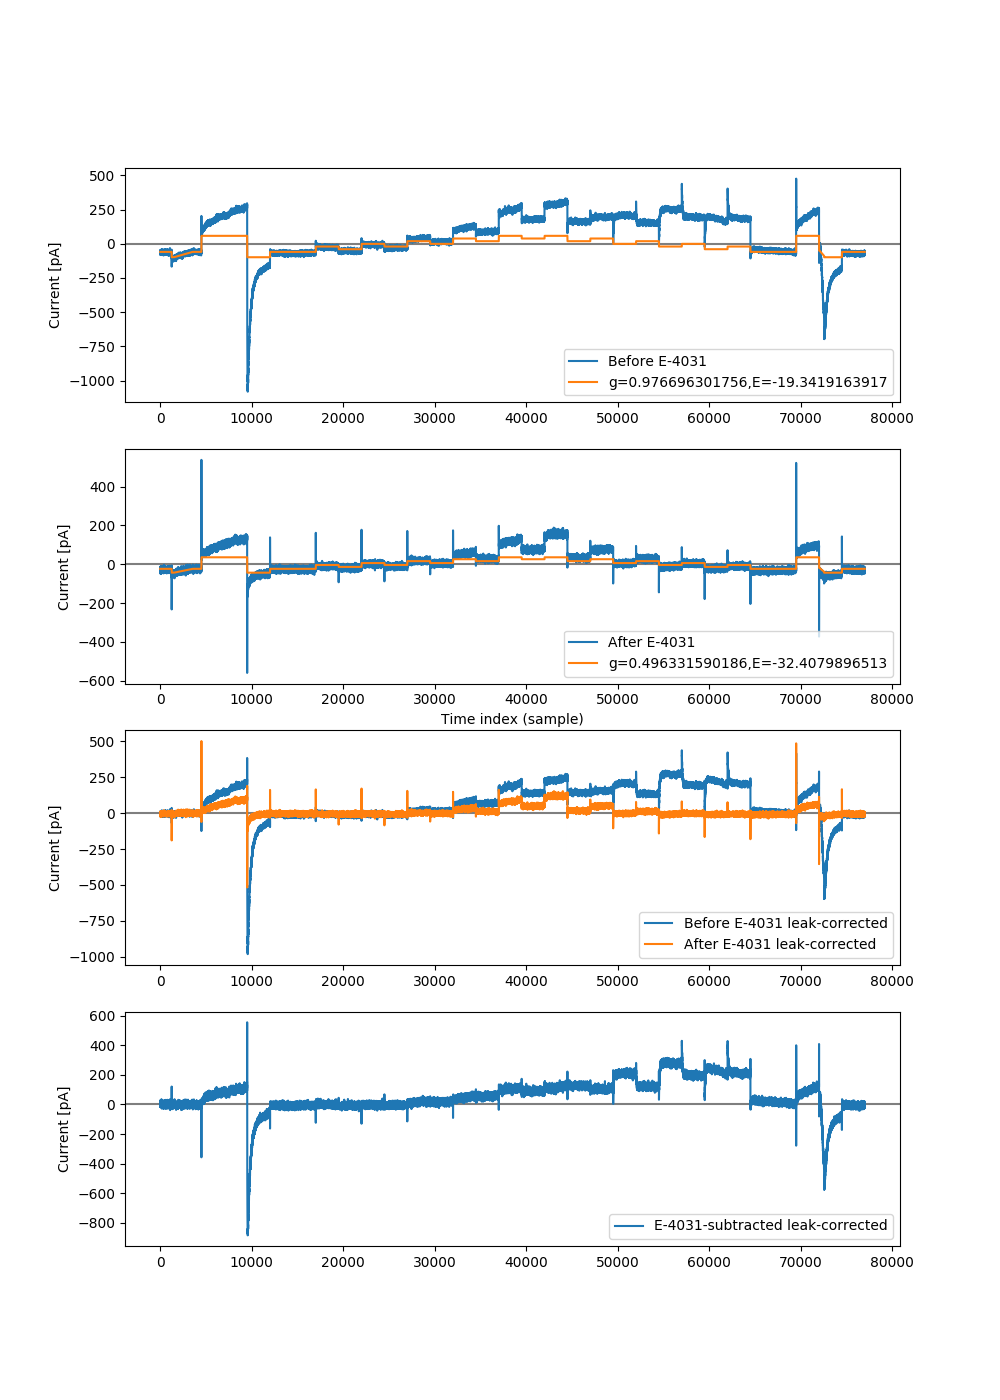 500
250
0
−250
−500
−750
−1000
Current [pA]
Before E-4031
g=0.976696301756,E=-19.3419163917
0 10000 20000 30000 40000 50000 60000 70000 80000
400
200
0
−200
−400
−600
Current [pA]
After E-4031
g=0.496331590186,E=-32.4079896513
0 10000 20000 30000 40000 50000 60000 70000 80000
Time index (sample)
500
250
0
−250
−500
−750
−1000
Current [pA]
Before E-4031 leak-corrected
After E-4031 leak-corrected
0 10000 20000 30000 40000 50000 60000 70000 80000
600
400
200
0
−200
−400
−600
−800
Current [pA]
E-4031-subtracted leak-corrected
0 10000 20000 30000 40000 50000 60000 70000 80000